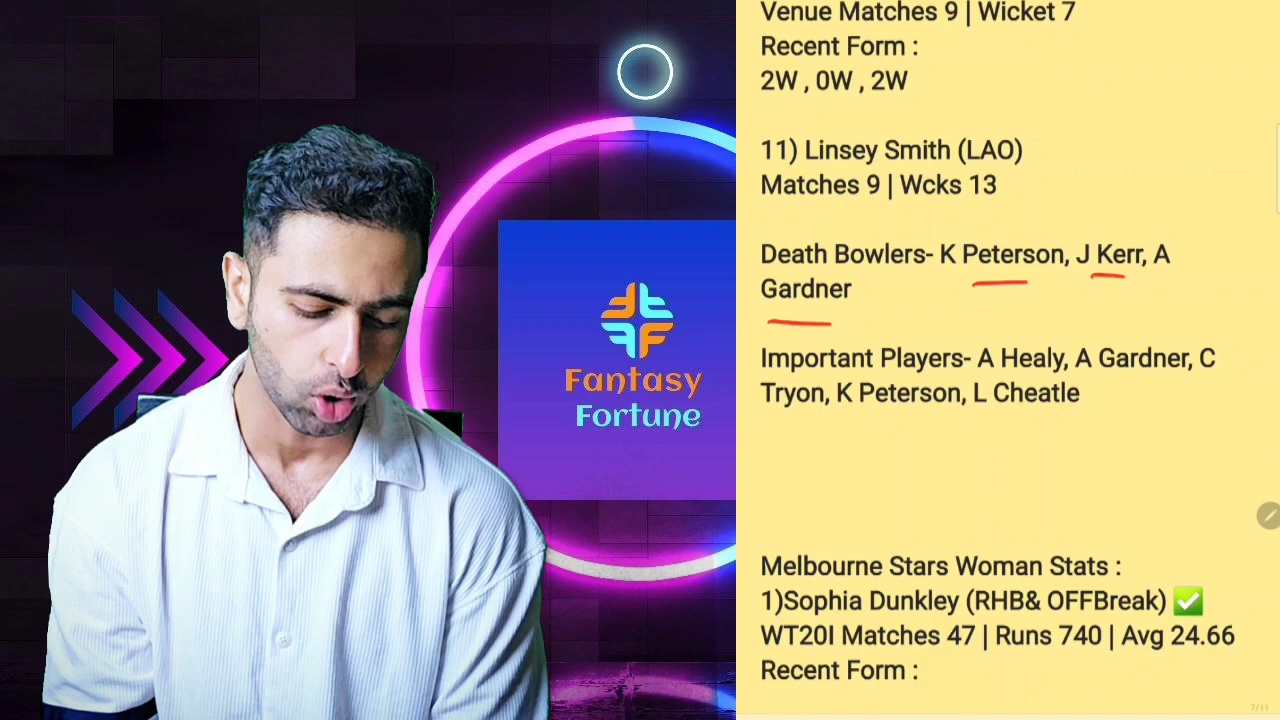 Venue Matches 9 | Wicket 7
Recent Form :
2W , 0W , 2W
11) Linsey Smith (LAO)
Matches 9 | Wcks 13
Death Bowlers- K Peterson, J Kerr, A
Gardner
Important Players- A Healy, A Gardner, C
Tryon, K Peterson, L Cheatle
Melbourne Stars Woman Stats :
1)Sophia Dunkley (RHB& OFFBreak) ✅
WT20I Matches 47 | Runs 740 | Avg 24.66
Recent Form :
7/11
Fantasy
Fortune